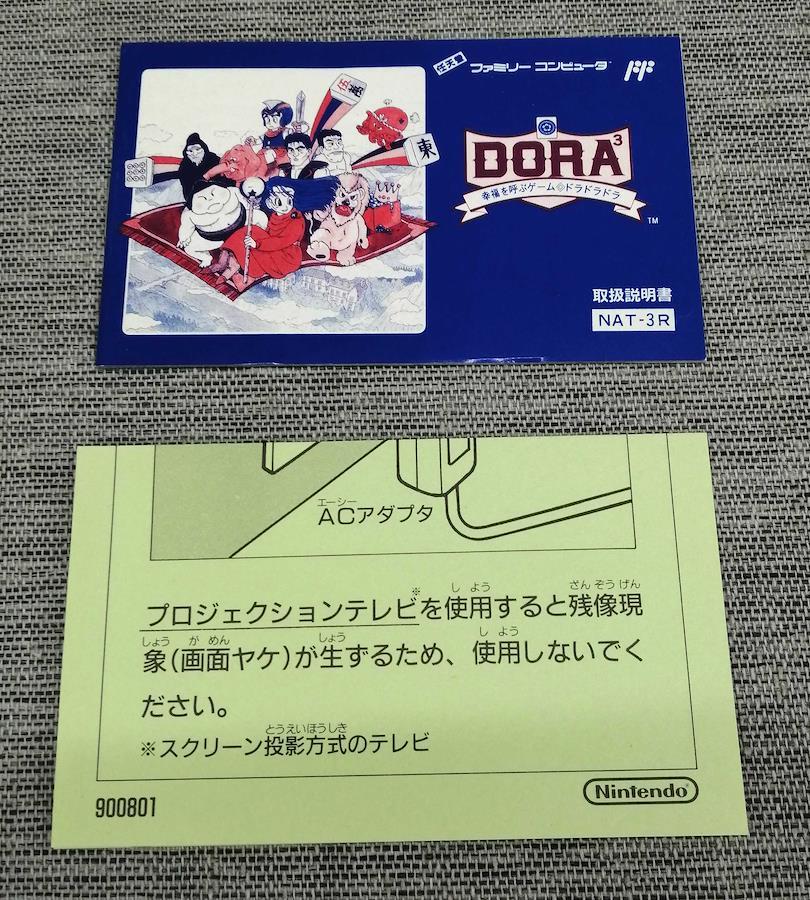 任天堂 ファミリー コンピュータ
DORA3
幸福を呼ぶゲーム◎ドラドラドラ
TM
伍萬
東
取扱説明書
NAT-3R
エーシー
ACアダプタ
し よう ざん ぞう げん
プロジェクションテレビ※を使用すると残像現
しょう が めん しょう し よう
象(画面ヤケ)が生ずるため、使用しないでく
ださい。
とうえいほうしき
※スクリーン投影方式のテレビ
900801
Nintendo